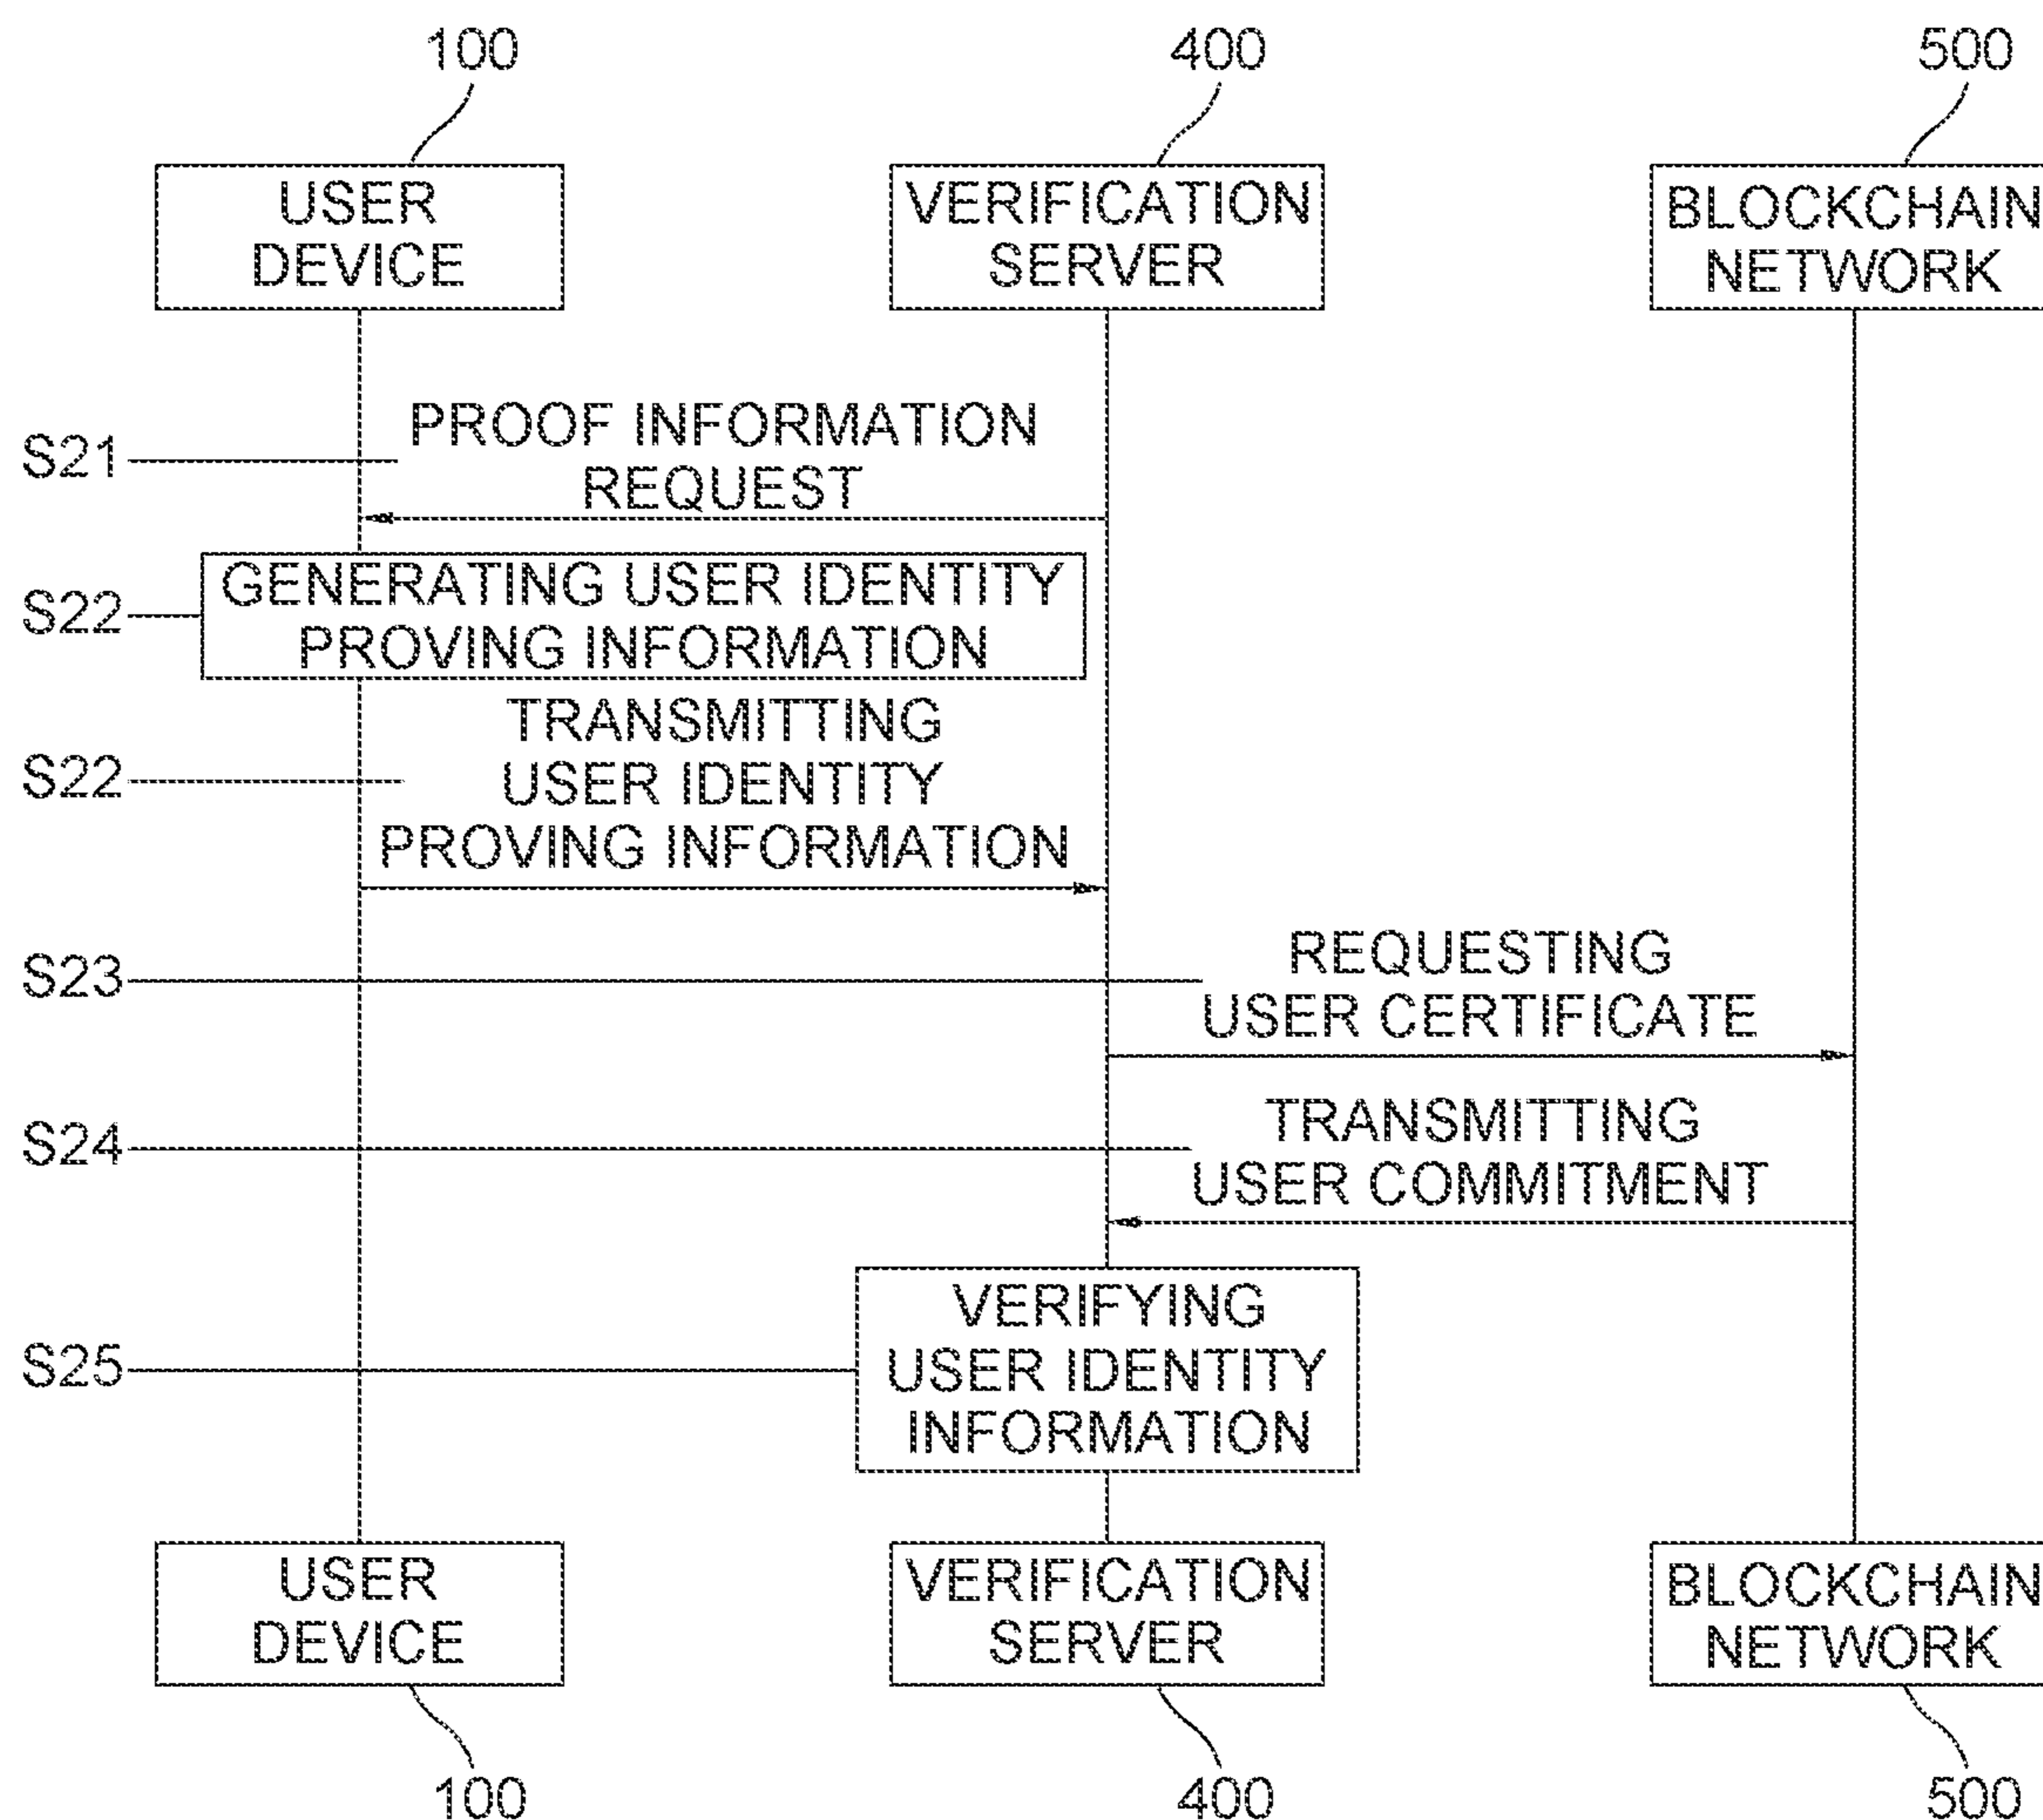 100
400
500
USER
DEVICE
VERIFICATION
SERVER
BLOCKCHAIN
NETWORK
S21
PROOF INFORMATION
REQUEST
S22
GENERATING USER IDENTITY
PROVING INFORMATION
S22
TRANSMITTING
USER IDENTITY
PROVING INFORMATION
S23
REQUESTING
USER CERTIFICATE
S24
TRANSMITTING
USER COMMITMENT
S25
VERIFYING
USER IDENTITY
INFORMATION
USER
DEVICE
VERIFICATION
SERVER
BLOCKCHAIN
NETWORK
100
400
500